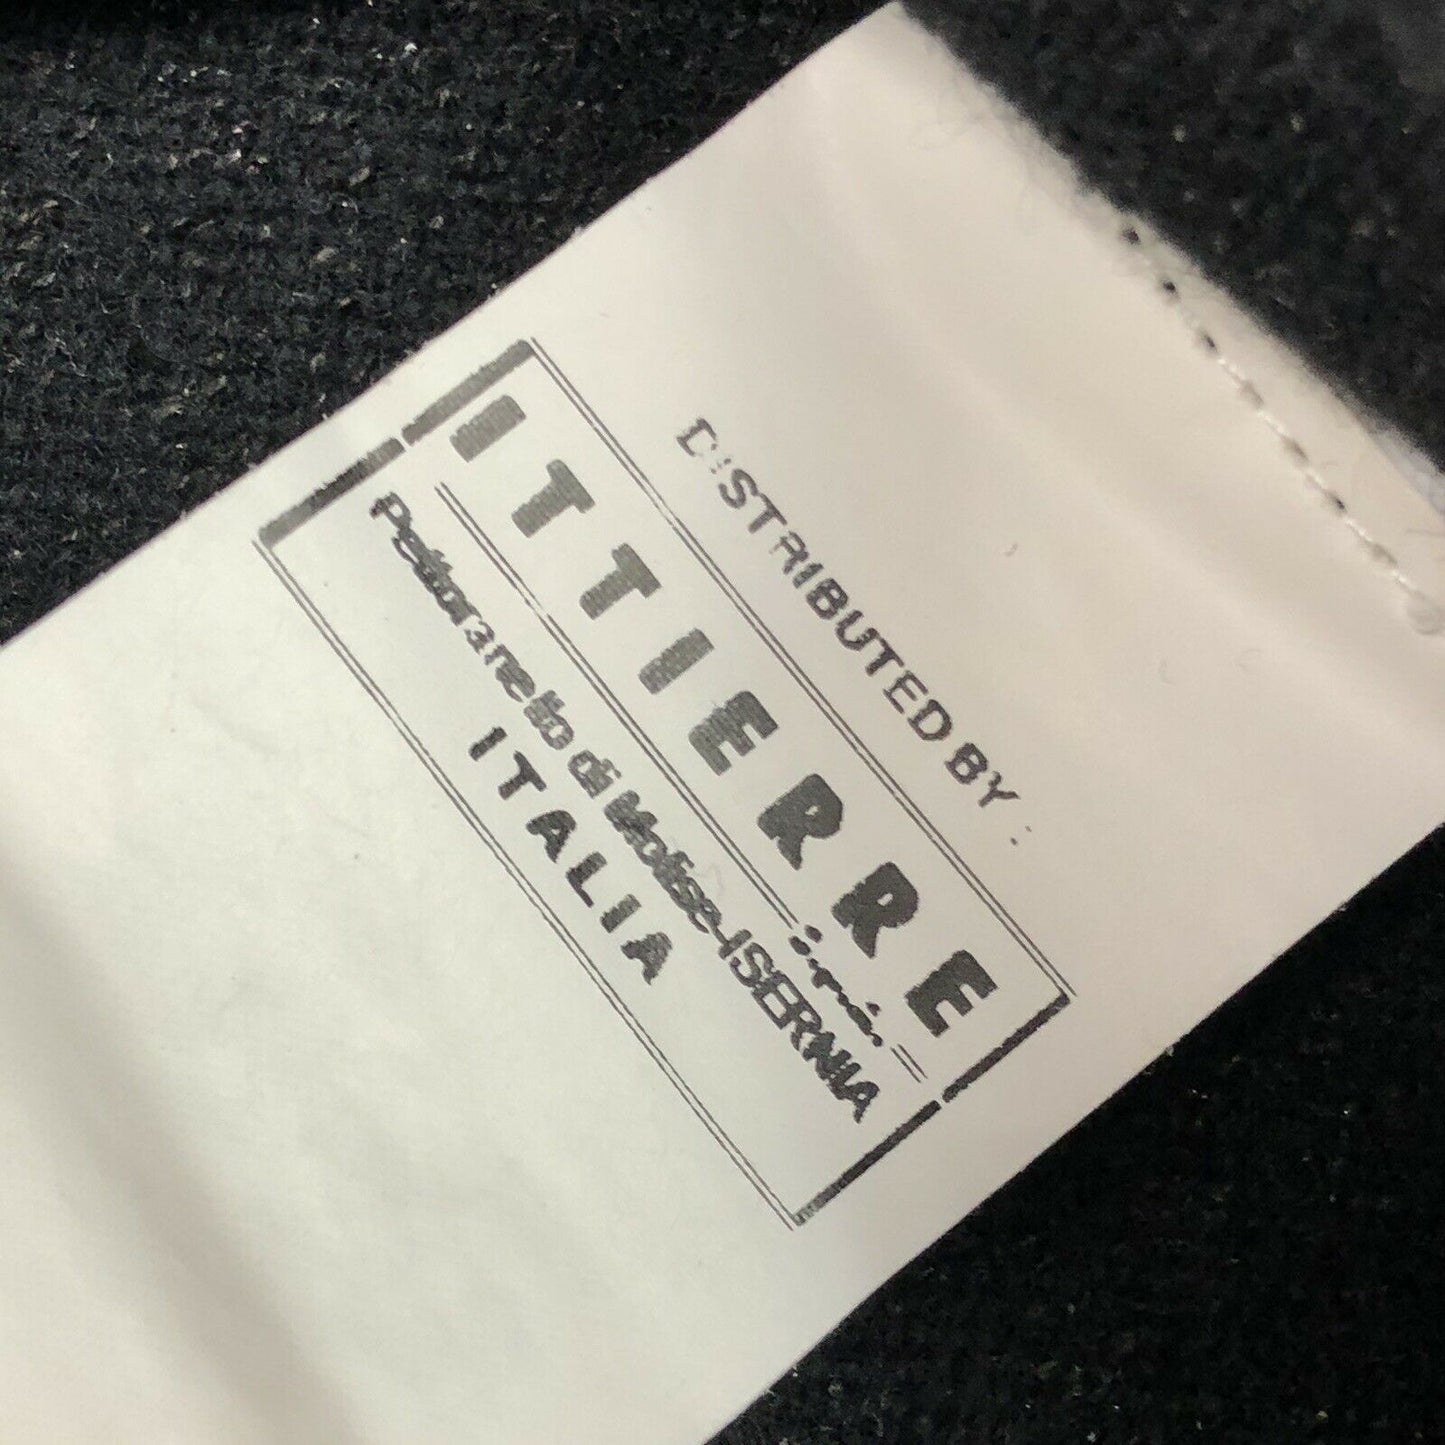 DISTRIBUTED BY :
ITTIERRE
Pettoranello di Molise-ISERNIA
ITALIA